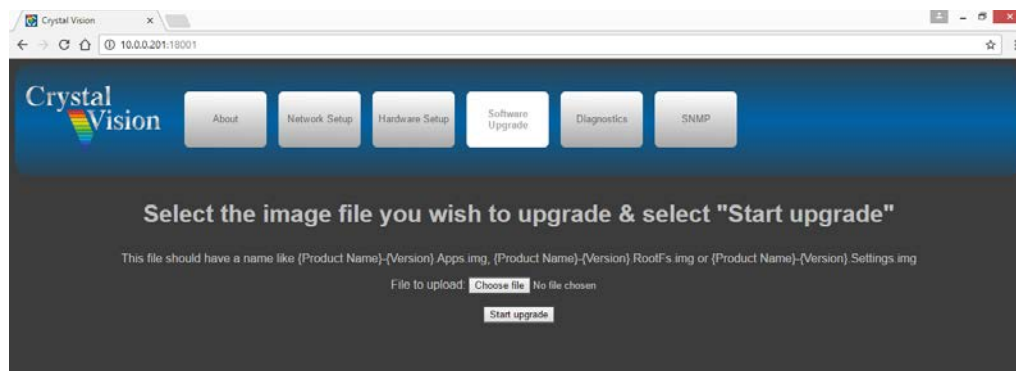 Crystal Vision
10.0.0.201:18001
Crystal
Vision
About
Network Setup
Hardware Setup
Software
Upgrade
Diagnostics
SNMP
Select the image file you wish to upgrade & select "Start upgrade"
This file should have a name like {Product Name}-{Version}.Apps.img, {Product Name}-{Version}.RootFs.img or {Product Name}-{Version}.Settings.img
File to upload: Choose file No file chosen
Start upgrade